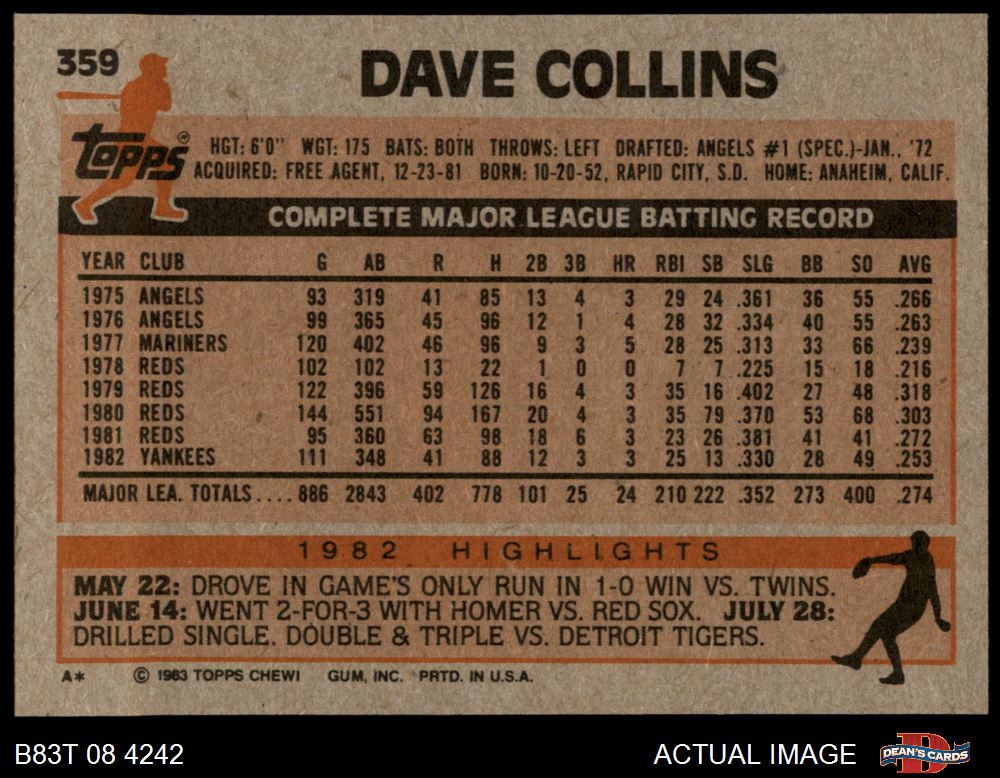 359
DAVE COLLINS
Topps®
HGT: 6'0" WGT: 175 BATS: BOTH THROWS: LEFT DRAFTED: ANGELS #1 (SPEC.)-JAN., '72
ACQUIRED: FREE AGENT, 12-23-81 BORN: 10-20-52, RAPID CITY, S.D. HOME: ANAHEIM, CALIF.
COMPLETE MAJOR LEAGUE BATTING RECORD
YEAR CLUB G AB R H 2B 3B HR RBI SB SLG BB SO AVG
1975 ANGELS 93 319 41 85 13 4 3 29 24 .361 36 55 .266
1976 ANGELS 99 365 45 96 12 1 4 28 32 .334 40 55 .263
1977 MARINERS 120 402 46 96 9 3 5 28 25 .313 33 66 .239
1978 REDS 102 102 13 22 1 0 0 7 7 .225 15 18 .216
1979 REDS 122 396 59 126 16 4 3 35 16 .402 27 48 .318
1980 REDS 144 551 94 167 20 4 3 35 79 .370 53 68 .303
1981 REDS 95 360 63 98 18 6 3 23 26 .381 41 41 .272
1982 YANKEES 111 348 41 88 12 3 3 25 13 .330 28 49 .253
MAJOR LEA. TOTALS.... 886 2843 402 778 101 25 24 210 222 .352 273 400 .274
1982 HIGHLIGHTS
MAY 22: DROVE IN GAME'S ONLY RUN IN 1-0 WIN VS. TWINS.
JUNE 14: WENT 2-FOR-3 WITH HOMER VS. RED SOX. JULY 28:
DRILLED SINGLE. DOUBLE & TRIPLE VS. DETROIT TIGERS.
A* © 1983 TOPPS CHEWI GUM, INC. PRTD. IN U.S.A.
B83T 08 4242 ACTUAL IMAGE DEAN'S CARDS